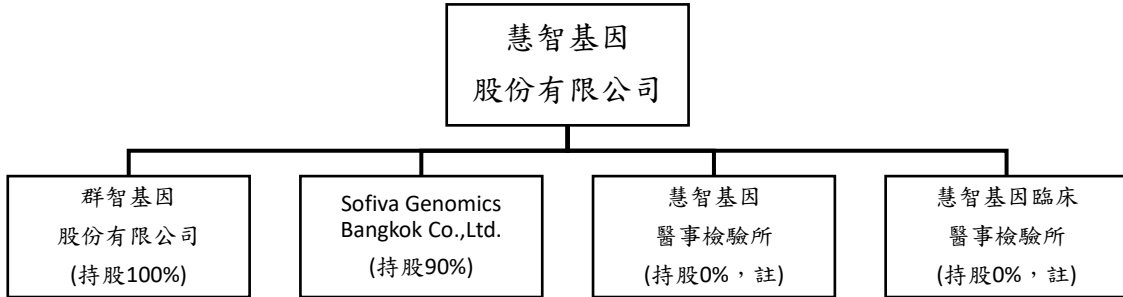 慧智基因
股份有限公司
群智基因
股份有限公司
(持股100%)
Sofiva Genomics
Bangkok Co.,Ltd.
(持股90%)
慧智基因
醫事檢驗所
(持股0%，註)
慧智基因臨床
醫事檢驗所
(持股0%，註)